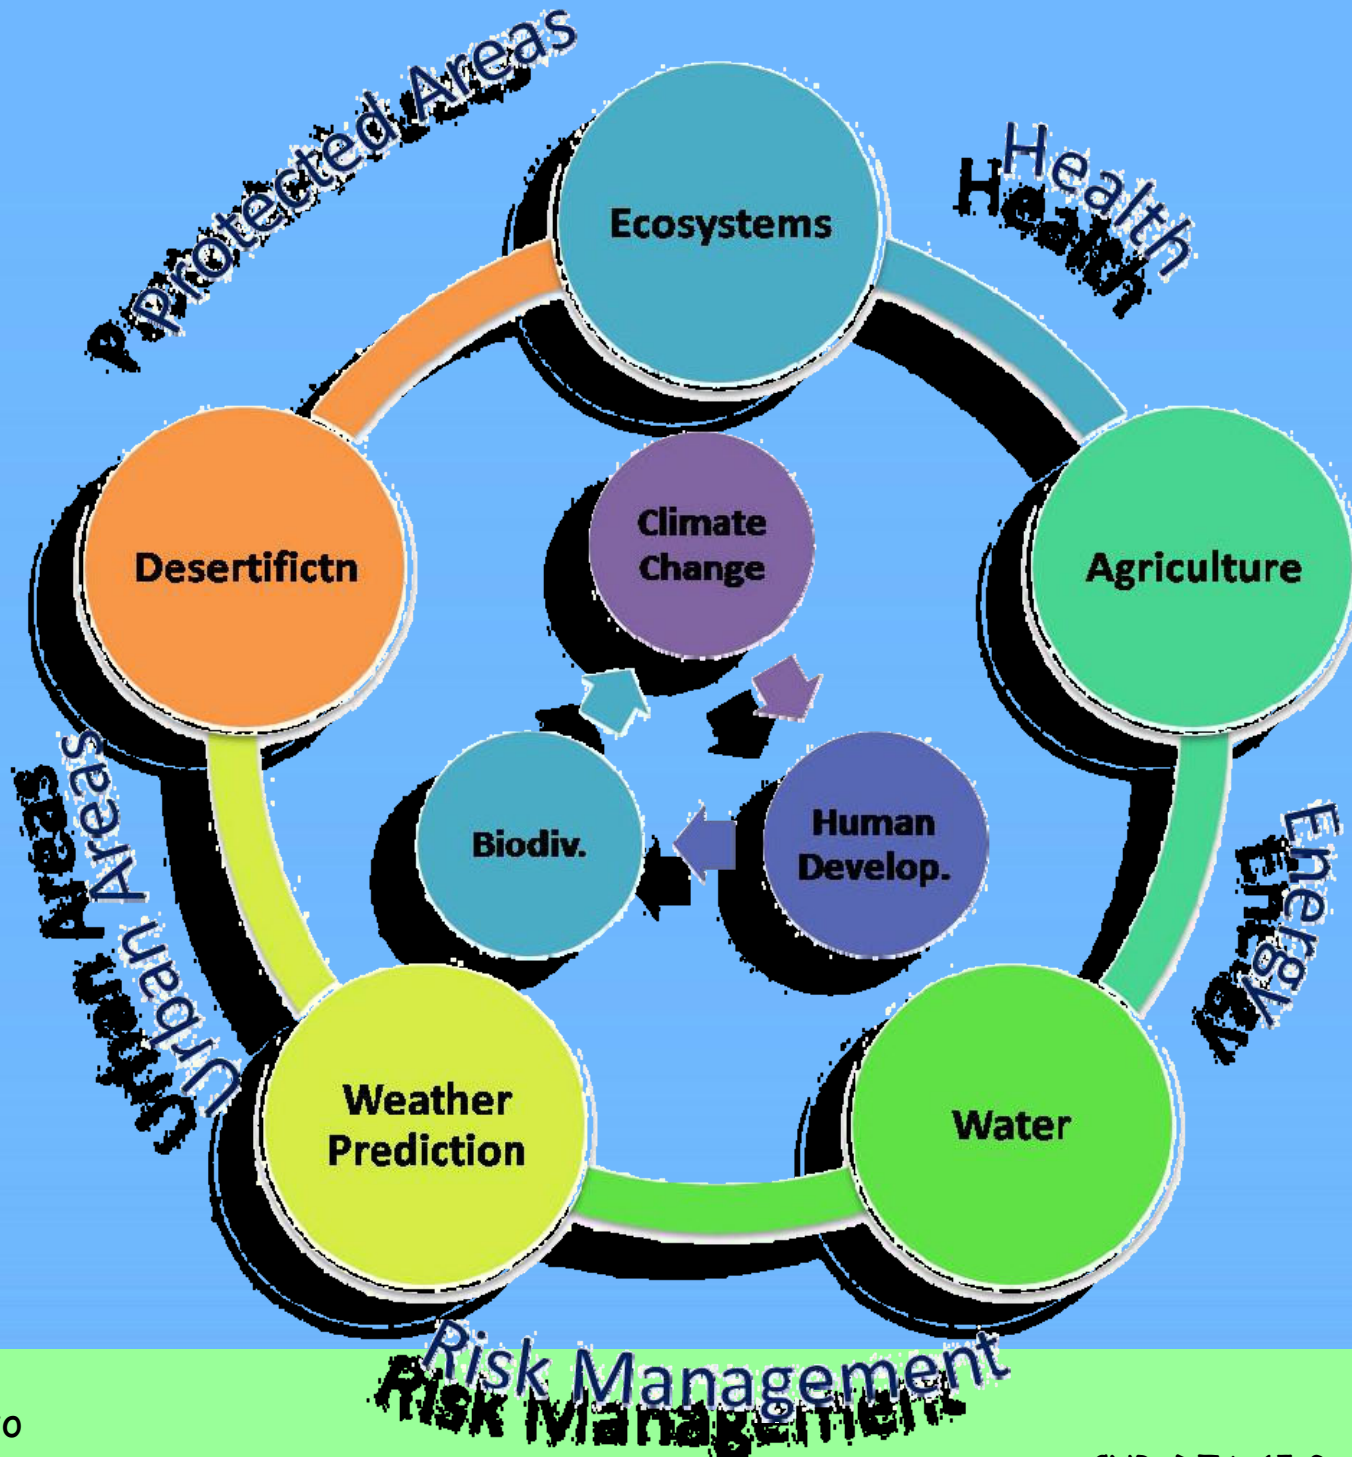 Protected Areas
Health
Ecosystems
Climate
Change
Desertifictn
Agriculture
Biodiv.
Human
Develop.
Urban Areas
Energy
Weather
Prediction
Water
Risk Management